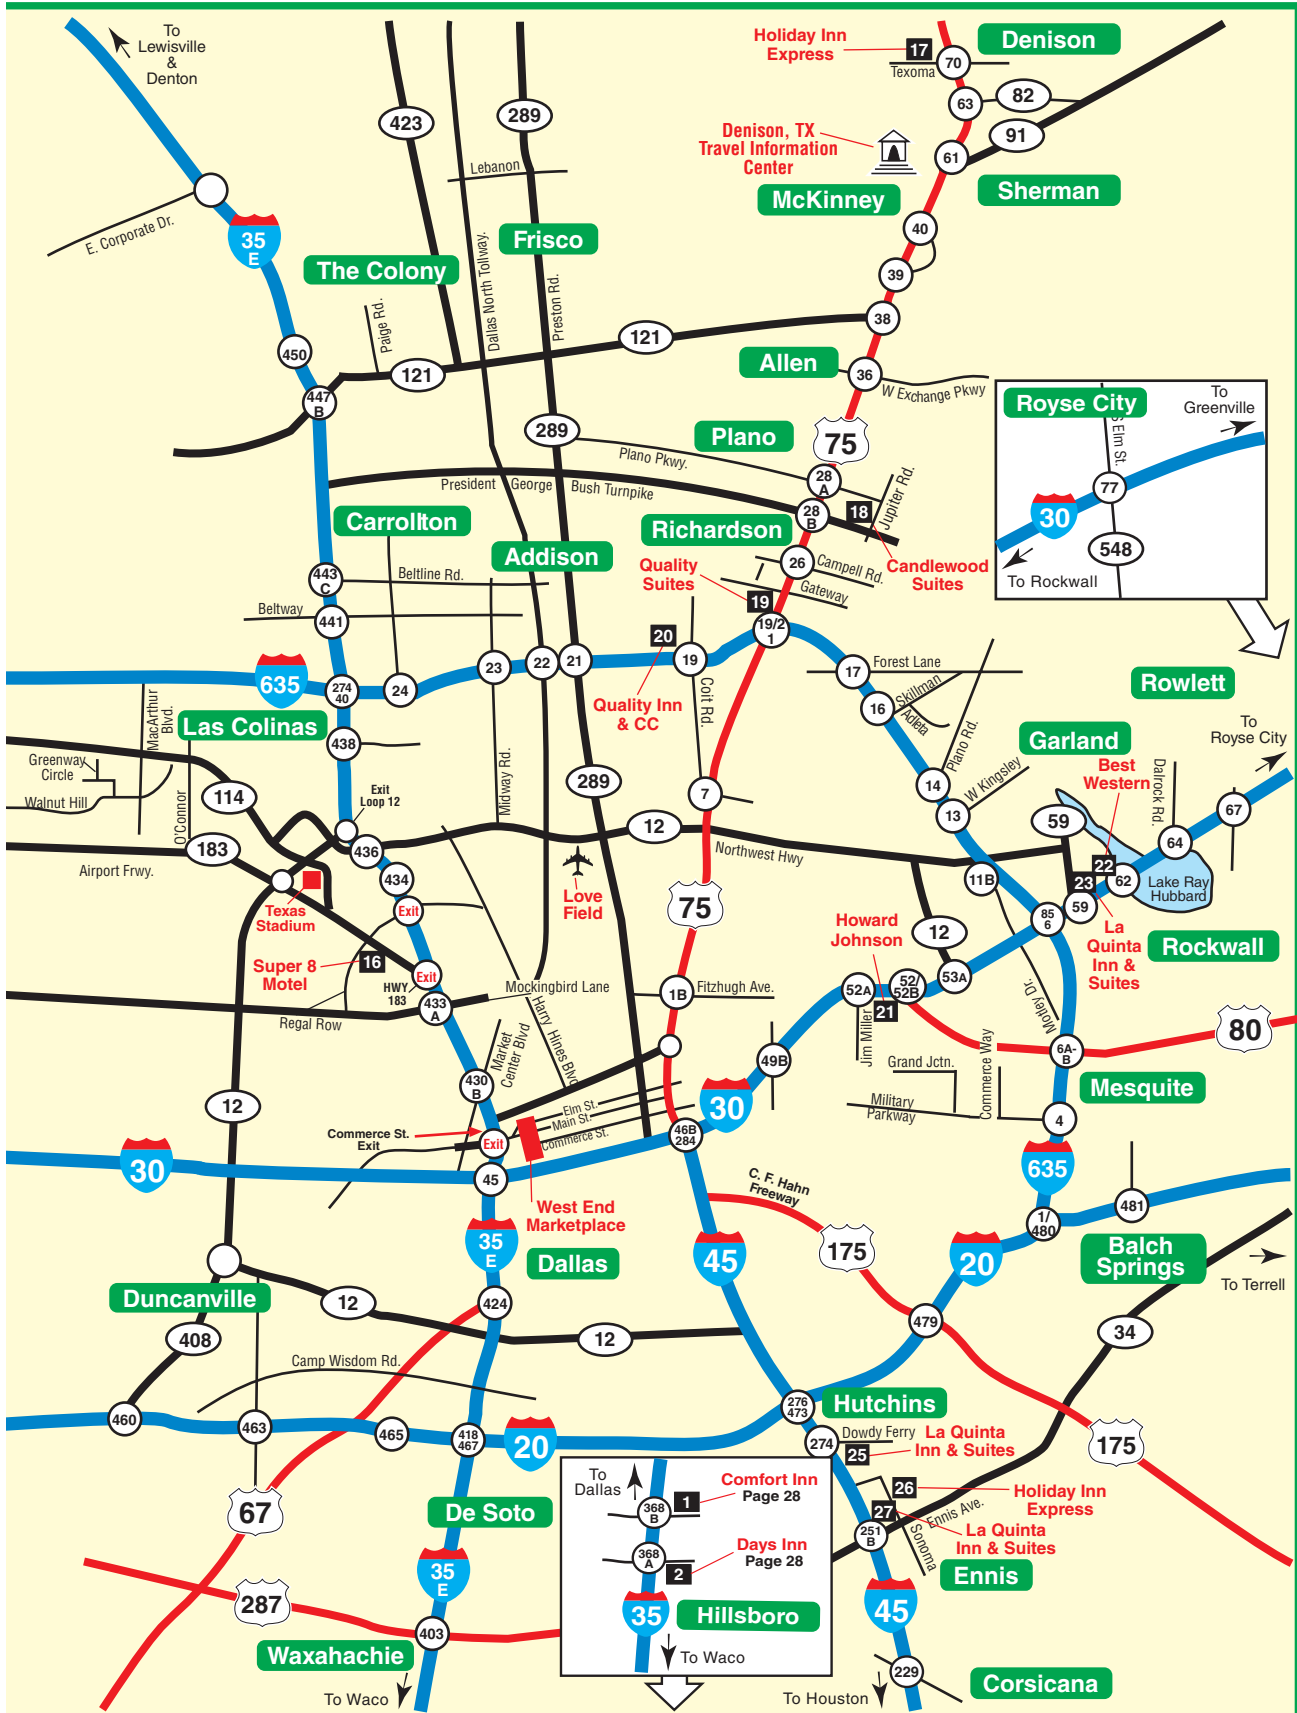 To
Lewisville
&
Denton
Holiday Inn
Express
17
Denison
70
Texoma
63
82
423
289
91
Denison, TX
Travel Information
Center
61
Sherman
McKinney
Lebanon
E. Corporate Dr.
35
E
The Colony
Frisco
Dallas North Tollway.
Preston Rd.
Paige Rd.
40
39
38
121
450
Allen
36
W Exchange Pkwy
121
447
B
Royse City
To
Greenville
S Elm St.
77
30
548
To Rockwall
289
Plano
75
Plano Pkwy.
28
A
Jupiter Rd.
President George Bush Turnpike
28
B
18
Carrollton
Richardson
Addison
Quality
Suites
26
Campell Rd.
Candlewood
Suites
Gateway
443
C
Beltline Rd.
Beltway
441
19
19/2
1
20
635
274
40
24
23
22
21
19
17
Forest Lane
Skillman
16
Adleta
Rowlett
Las Colinas
MacArthur
Blvd.
438
Quality Inn
& CC
Coit Rd.
Plano Rd.
Garland
To
Royse City
Greenway
Circle
Walnut Hill
O'Connor
114
Exit
Loop 12
Midway Rd.
289
7
14
W Kingsley
13
Best
Western
Dalrock Rd.
67
183
Airport Frwy.
436
12
Northwest Hwy
59
64
434
Texas
Stadium
Love
Field
11B
22
23
62
Lake Ray
Hubbard
Exit
75
Howard
Johnson
12
85
6
59
La
Quinta
Inn &
Suites
Rockwall
Super 8
Motel
16
HWY
183
Exit
Mockingbird Lane
1B
Fitzhugh Ave.
52A
52/
52B
53A
21
Regal Row
433
A
Market
Center Blvd
Harry Hines Blvd
Jim Miller
Motley Dr.
80
Commerce Way
6A-
B
Grand Jctn.
49B
Mesquite
12
430
B
Elm St.
Main St.
Commerce St.
30
Military
Parkway
4
Commerce St.
Exit
Exit
46B
284
30
45
635
C. F. Hahn
Freeway
West End
Marketplace
481
1/
480
35
E
Dallas
45
175
20
Balch
Springs
To Terrell
Duncanville
12
424
12
479
34
408
Camp Wisdom Rd.
460
463
465
418
467
20
276
473
Hutchins
274
Dowdy Ferry
La Quinta
Inn & Suites
25
175
67
De Soto
To
Dallas
368
B
1
Comfort Inn
Page 28
26
Holiday Inn
Express
27
Ennis Ave.
Sonoma
251
B
La Quinta
Inn & Suites
368
A
2
Days Inn
Page 28
Ennis
35
E
287
35
Hillsboro
45
403
Waxahachie
To Waco
To Waco
229
To Houston
Corsicana